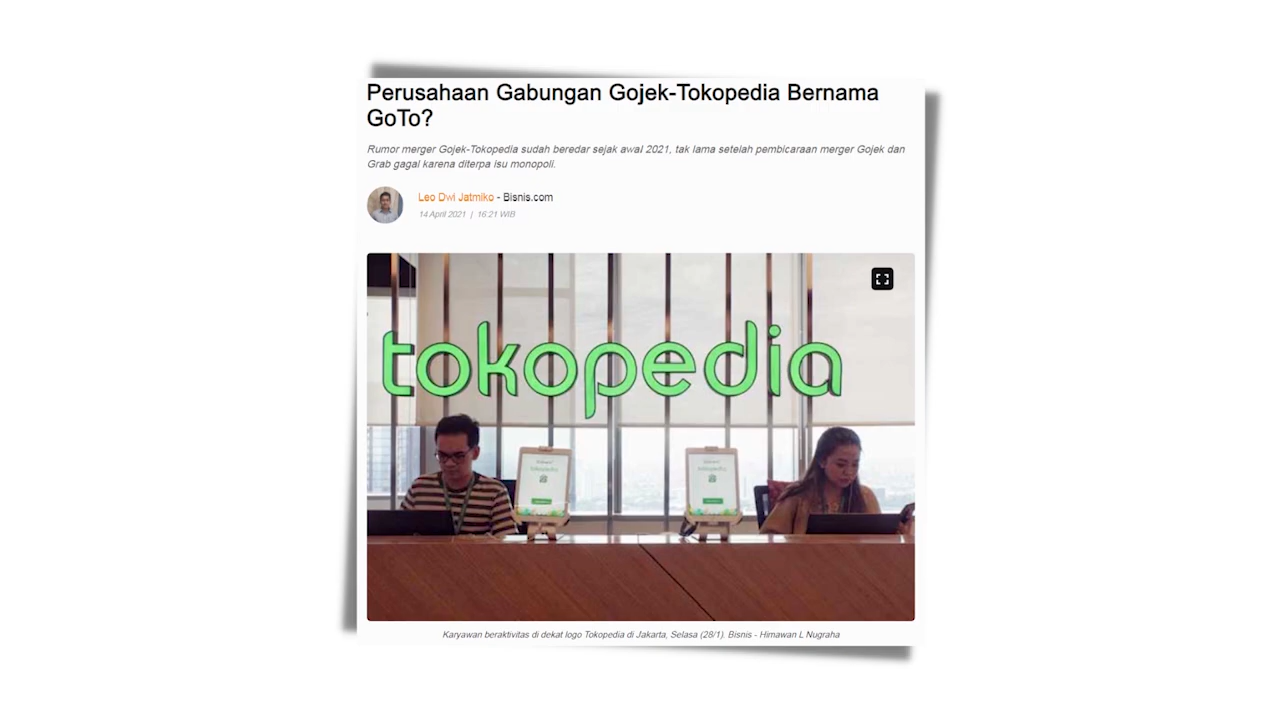 Perusahaan Gabungan Gojek-Tokopedia Bernama
GoTo?
Rumor merger Gojek-Tokopedia sudah beredar sejak awal 2021, tak lama setelah pembicaraan merger Gojek dan
Grab gagal karena diterpa isu monopoli.
Leo Dwi Jatmiko - Bisnis.com
14 April 2021 | 16:21 WIB
tokopedia
tokopedia
tokopedia
Karyawan beraktivitas di dekat logo Tokopedia di Jakarta, Selasa (28/1). Bisnis - Himawan L Nugraha